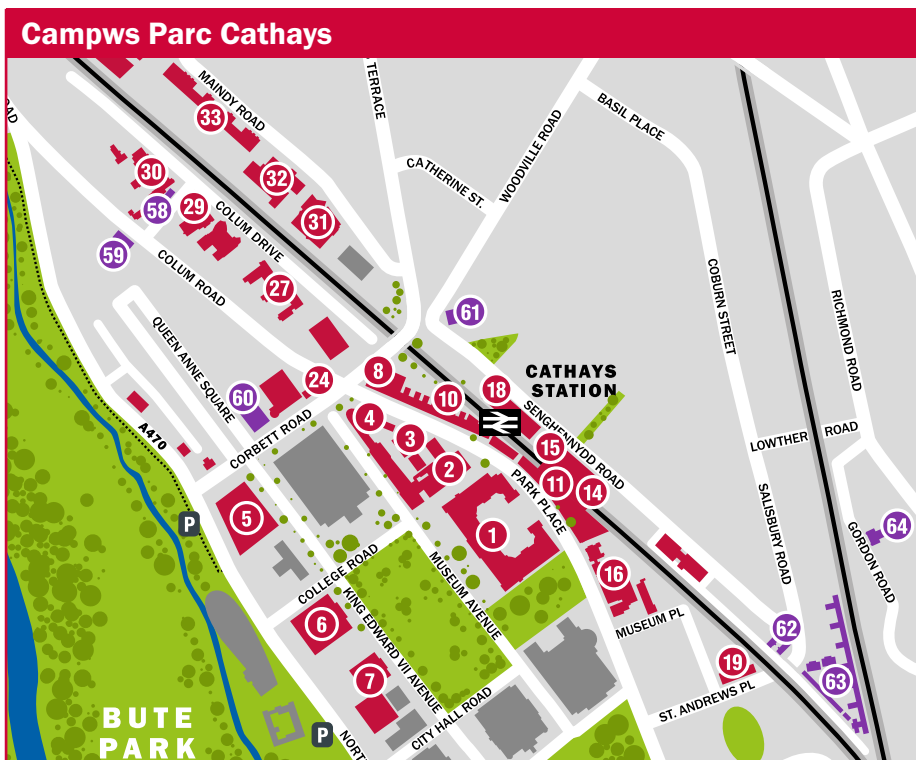 Campws Parc Cathays
OAD
MAINDY ROAD
TERRACE
BASIL PLACE
WOODVILLE ROAD
CATHERINE ST.
33
32
31
30
58
29
59
COLUM DRIVE
COLUM ROAD
27
COBURN STREET
RICHMOND ROAD
61
QUEEN ANNE SQUARE
60
24
8
10
18
CATHAYS
STATION
SENGHENNYDD ROAD
A470
CORBETT ROAD
4
3
2
15
11
14
LOWTHER ROAD
PARK PLACE
SALISBURY ROAD
GORDON ROAD
64
P
5
1
COLLEGE ROAD
MUSEUM AVENUE
KING EDWARD VII AVENUE
16
MUSEUM PL
6
7
62
63
19
ST. ANDREWS PL
CITY HALL ROAD
BUTE
PARK
P
NORT